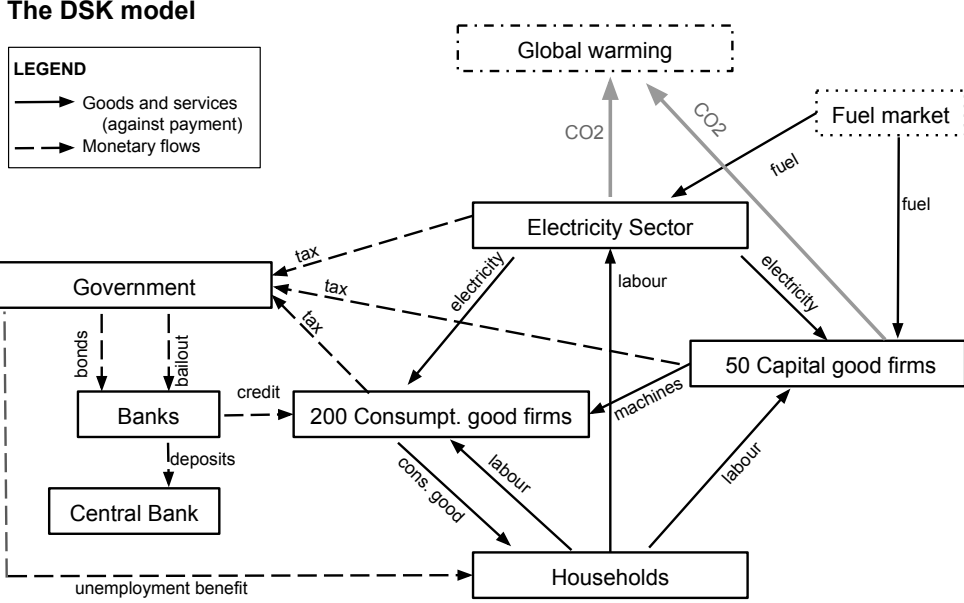 The DSK model
LEGEND
Goods and services
(against payment)
Monetary flows
Global warming
Fuel market
CO2
CO2
fuel
fuel
Electricity Sector
tax
electricity
labour
electricity
Government
tax
tax
bonds
bailout
50 Capital good firms
machines
credit
Banks
200 Consumpt. good firms
deposits
cons. good
labour
labour
Central Bank
Households
unemployment benefit